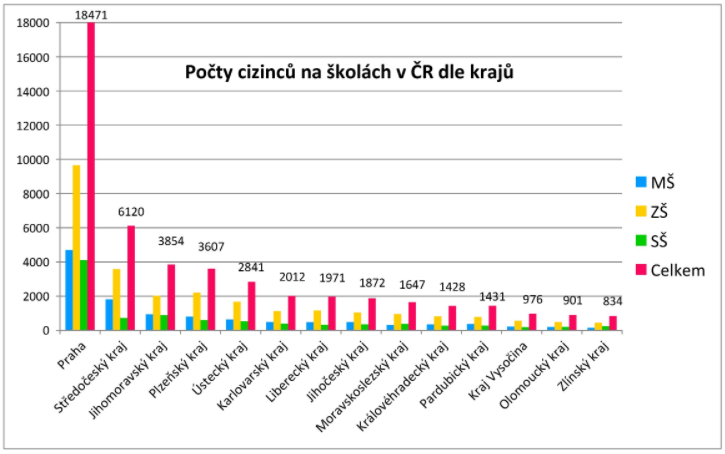 Počty cizinců na školách v ČR dle krajů
18000
16000
14000
12000
10000
8000
6000
4000
2000
0
18471
6120
3854
3607
2841
2012
1971
1872
1647
1428
1431
976
901
834
Praha
Středočeský kraj
Jihomoravský kraj
Plzeňský kraj
Ústecký kraj
Karlovarský kraj
Liberecký kraj
Jihočeský kraj
Moravskoslezský kraj
Královéhradecký kraj
Pardubický kraj
Kraj Vysočina
Olomoucký kraj
Zlínský kraj
MŠ
ZŠ
SŠ
Celkem